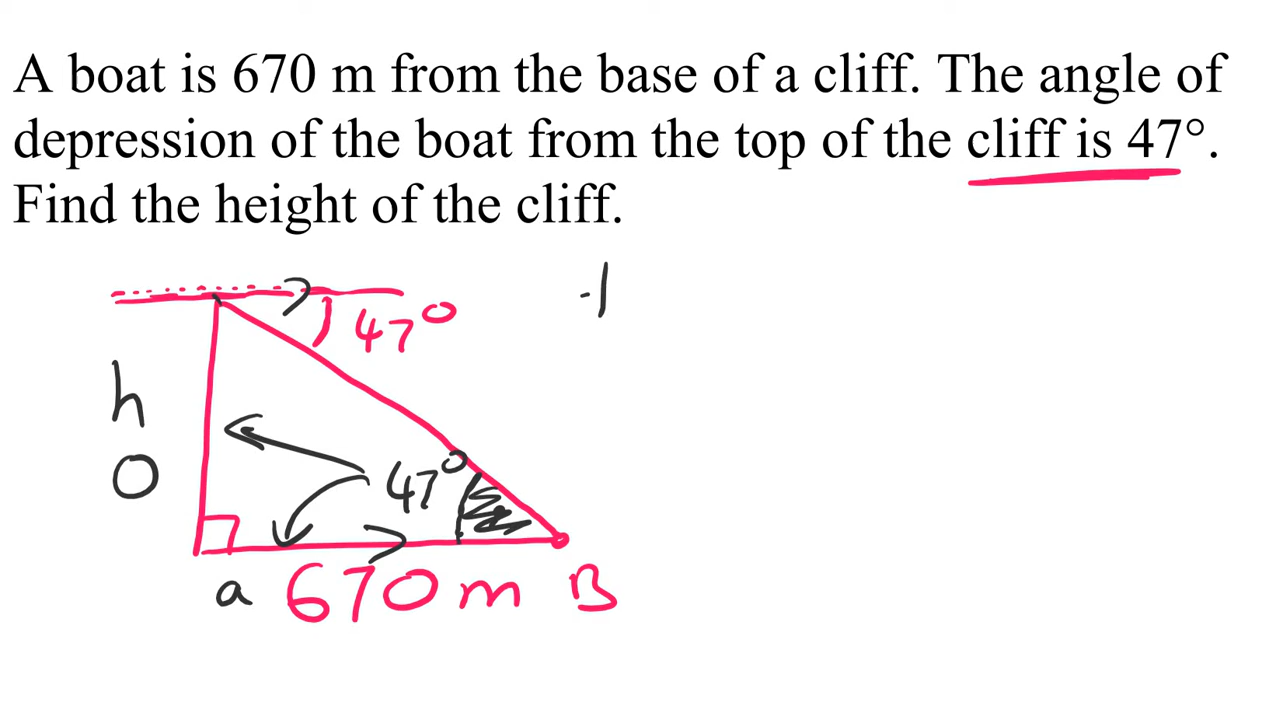 A boat is 670 m from the base of a cliff. The angle of
depression of the boat from the top of the cliff is 47°.
Find the height of the cliff.
47°
h
O
47°
a 670 m B